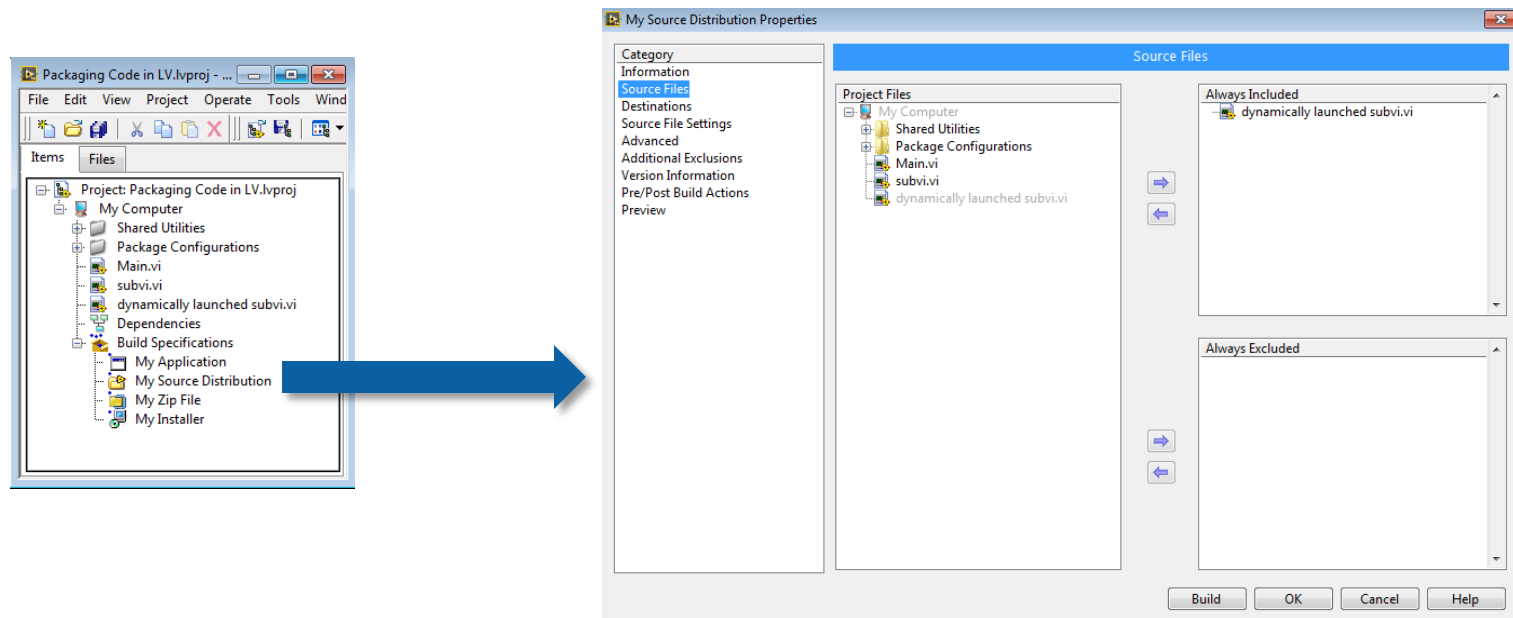 Packaging Code in LV.lvproj - ...
File Edit View Project Operate Tools Wind
Items Files
Project: Packaging Code in LV.lvproj
My Computer
Shared Utilities
Package Configurations
Main.vi
subvi.vi
dynamically launched subvi.vi
Dependencies
Build Specifications
My Application
My Source Distribution
My Zip File
My Installer
My Source Distribution Properties
Category
Information
Source Files
Destinations
Source File Settings
Advanced
Additional Exclusions
Version Information
Pre/Post Build Actions
Preview
Source Files
Project Files
My Computer
Shared Utilities
Package Configurations
Main.vi
subvi.vi
dynamically launched subvi.vi
Always Included
dynamically launched subvi.vi
Always Excluded
Build OK Cancel Help